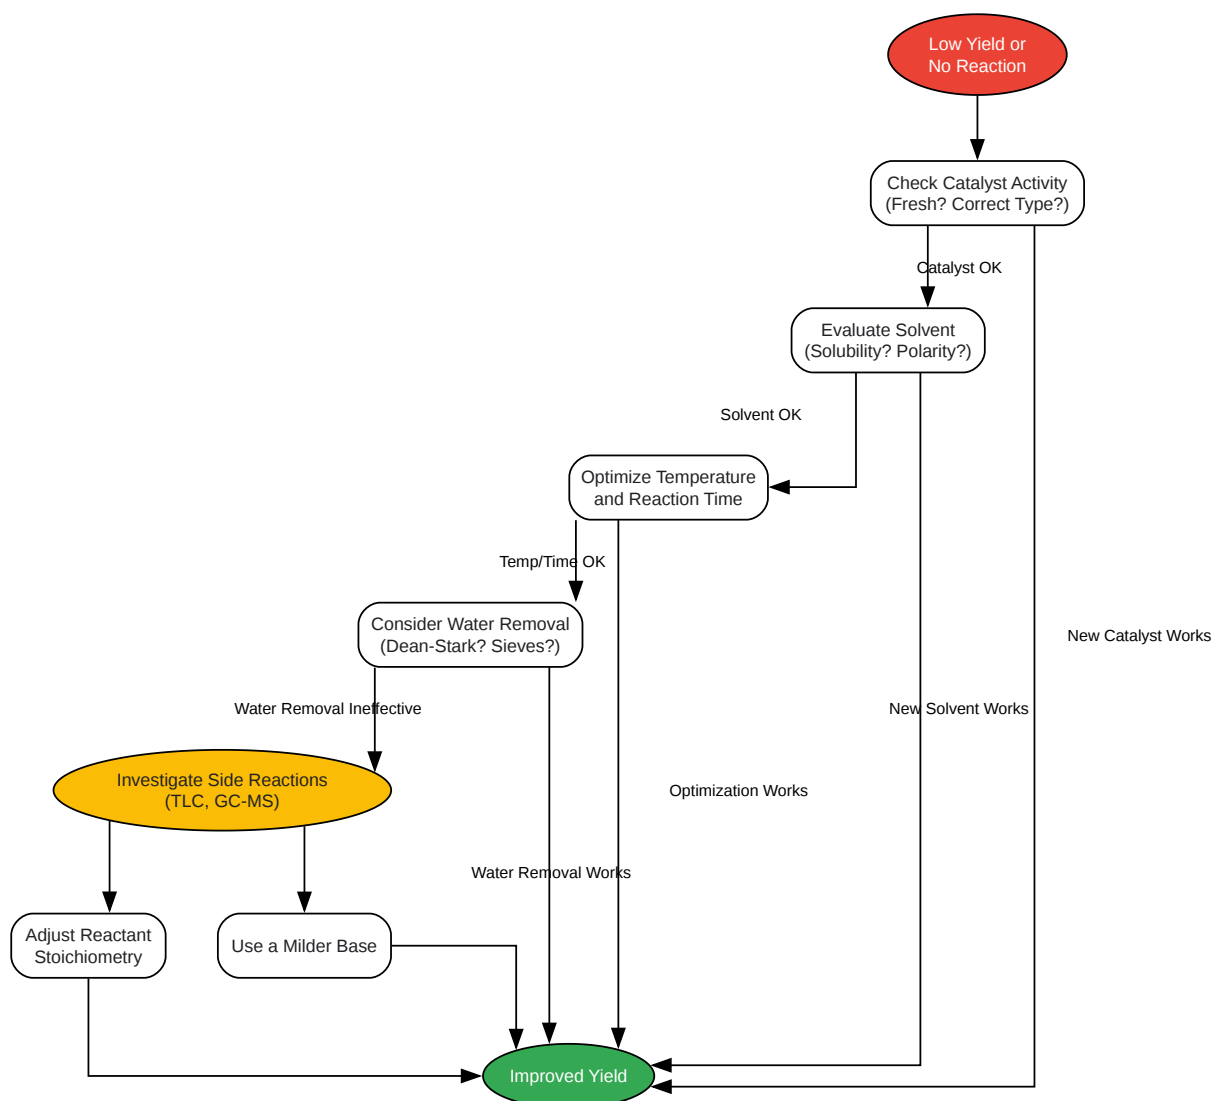 Low Yield or
No Reaction
Check Catalyst Activity
(Fresh? Correct Type?)
Catalyst OK
Evaluate Solvent
(Solubility? Polarity?)
Solvent OK
Optimize Temperature
and Reaction Time
Temp/Time OK
Consider Water Removal
(Dean-Stark? Sieves?)
New Catalyst Works
Water Removal Ineffective
New Solvent Works
Investigate Side Reactions
(TLC, GC-MS)
Optimization Works
Water Removal Works
Adjust Reactant
Stoichiometry
Use a Milder Base
Improved Yield